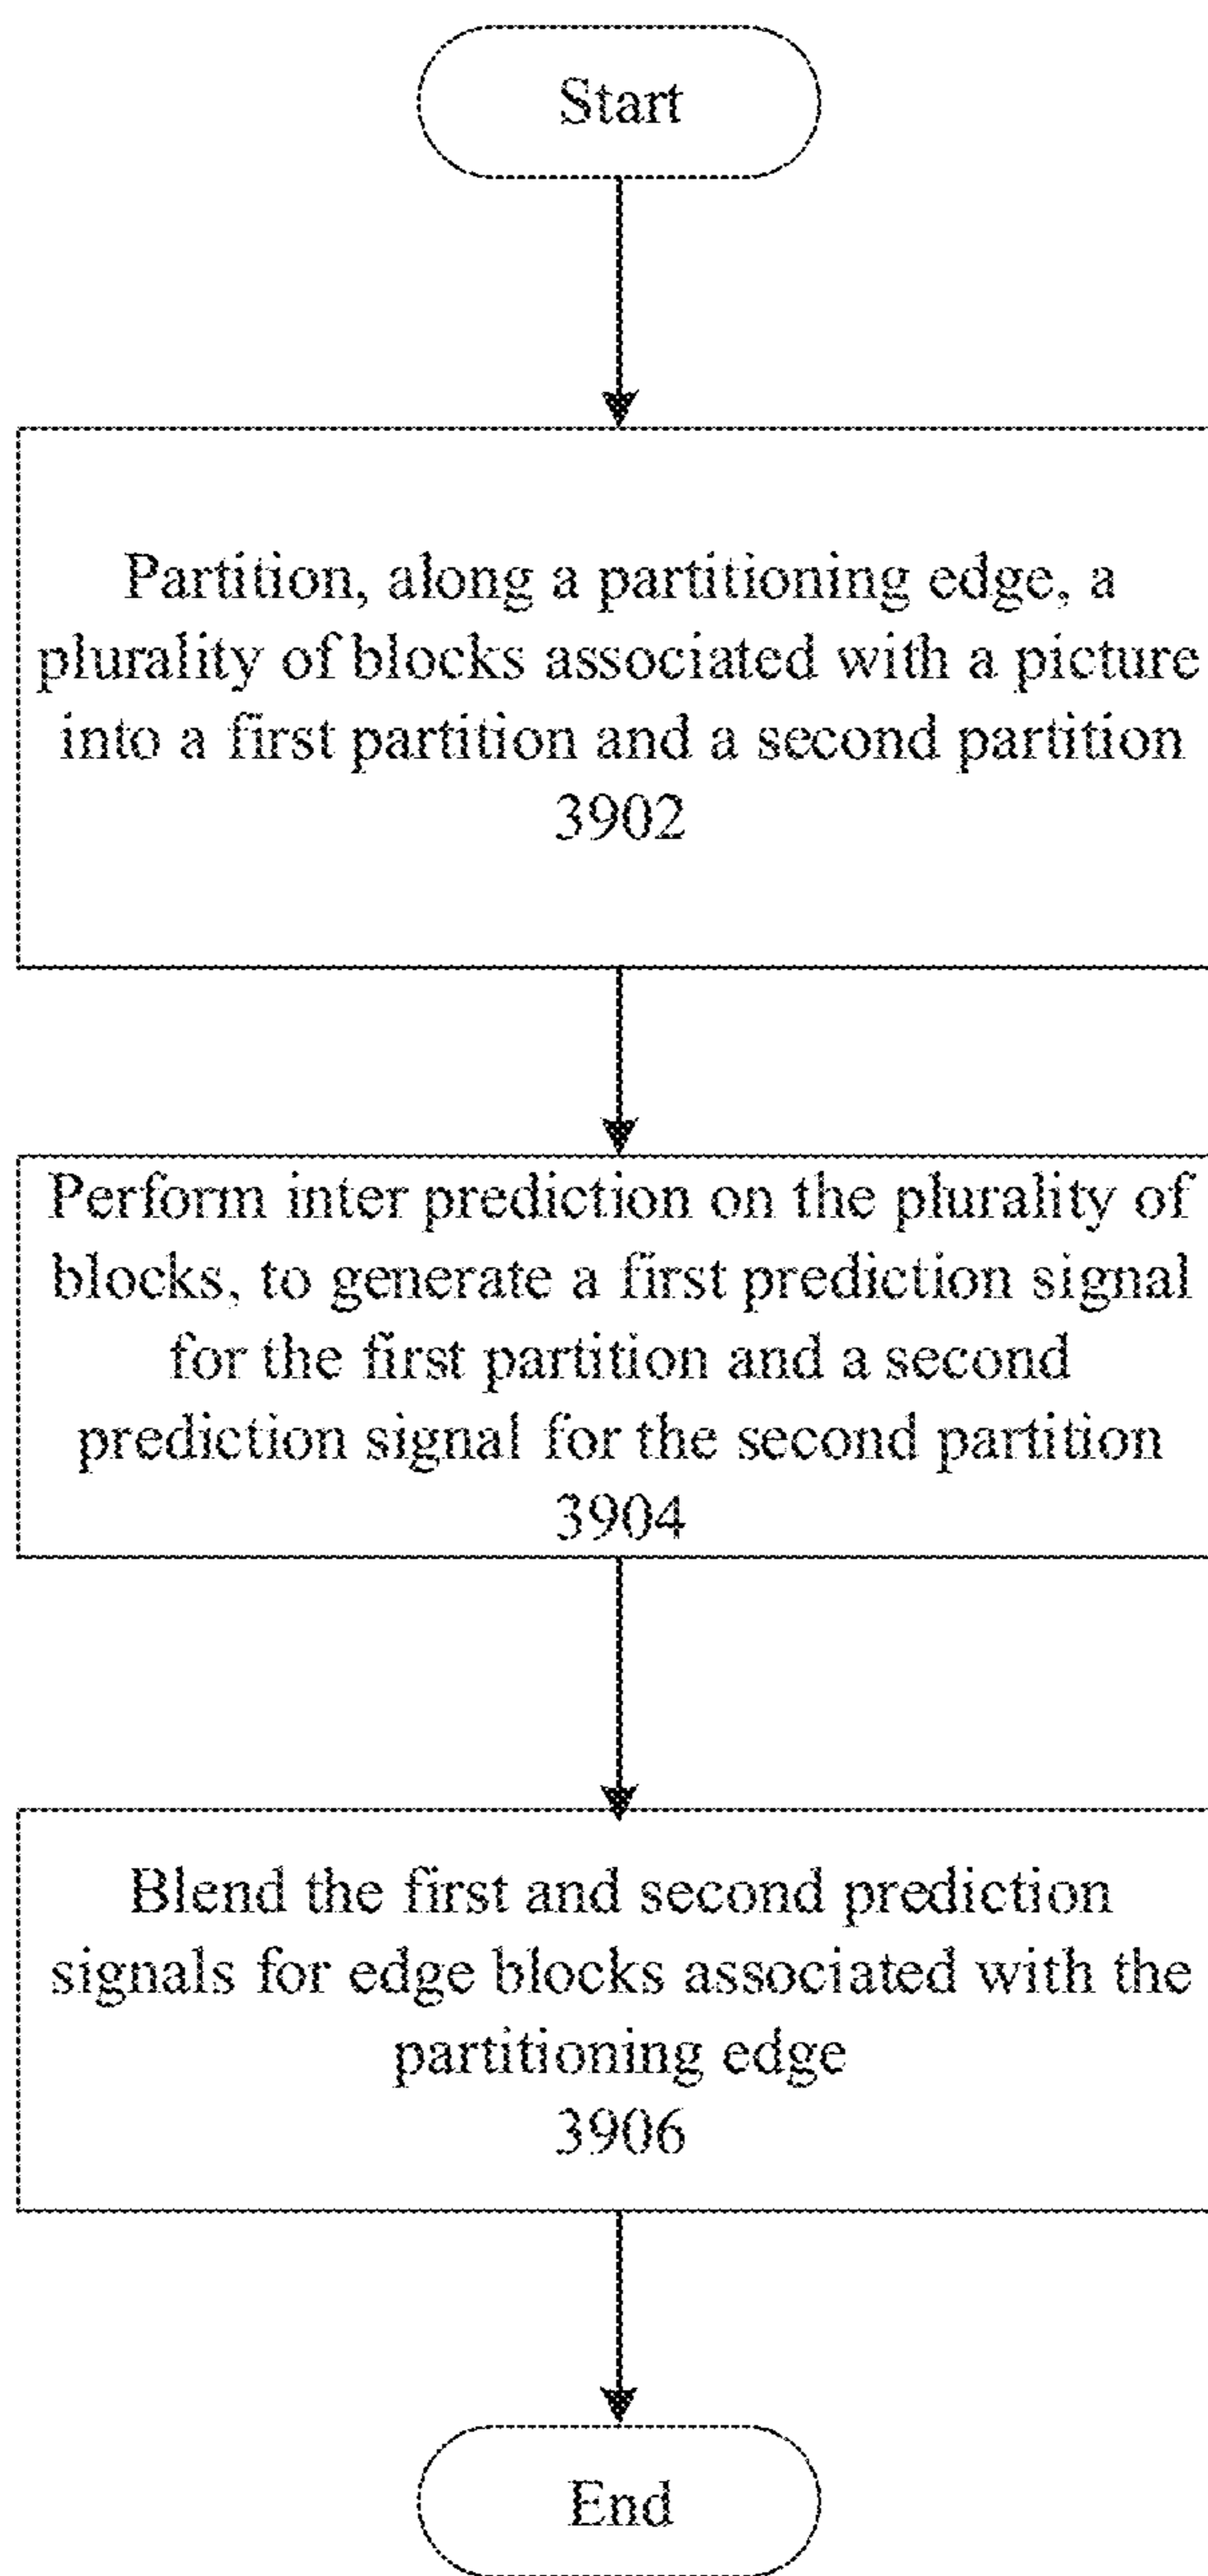 Start
Partition, along a partitioning edge, a
plurality of blocks associated with a picture
into a first partition and a second partition
3902
Perform inter prediction on the plurality of
blocks, to generate a first prediction signal
for the first partition and a second
prediction signal for the second partition
3904
Blend the first and second prediction
signals for edge blocks associated with the
partitioning edge
3906
End